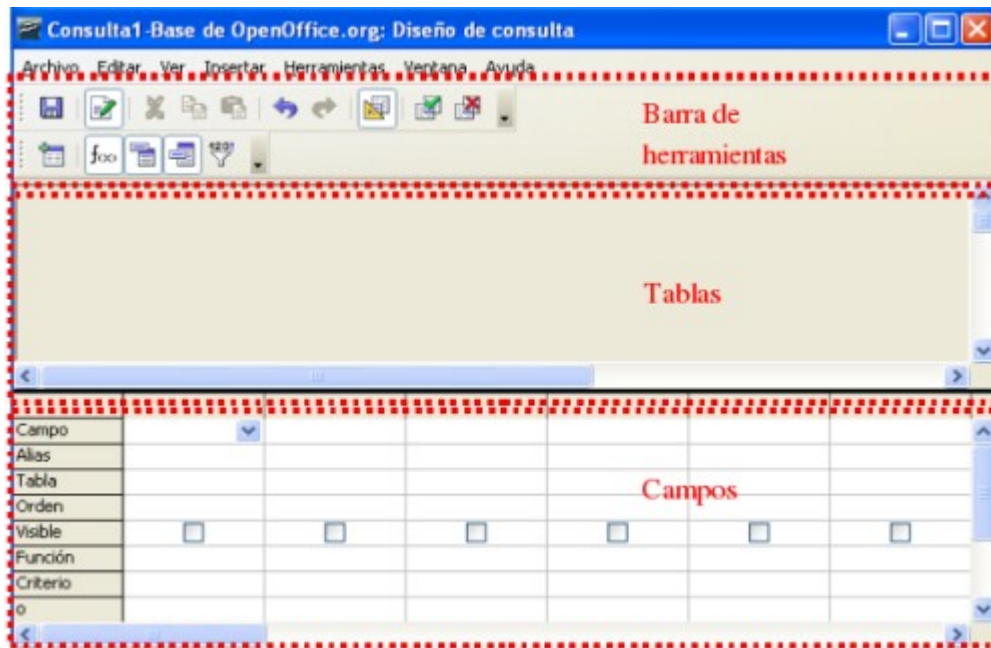 Consulta1-Base de OpenOffice.org: Diseño de consulta
Archivo Editar Ver Insertar Herramientas Ventana Ayuda
Barra de
herramientas
Tablas
Campo
Alias
Tabla
Campos
Orden
Visible
Función
Criterio
o